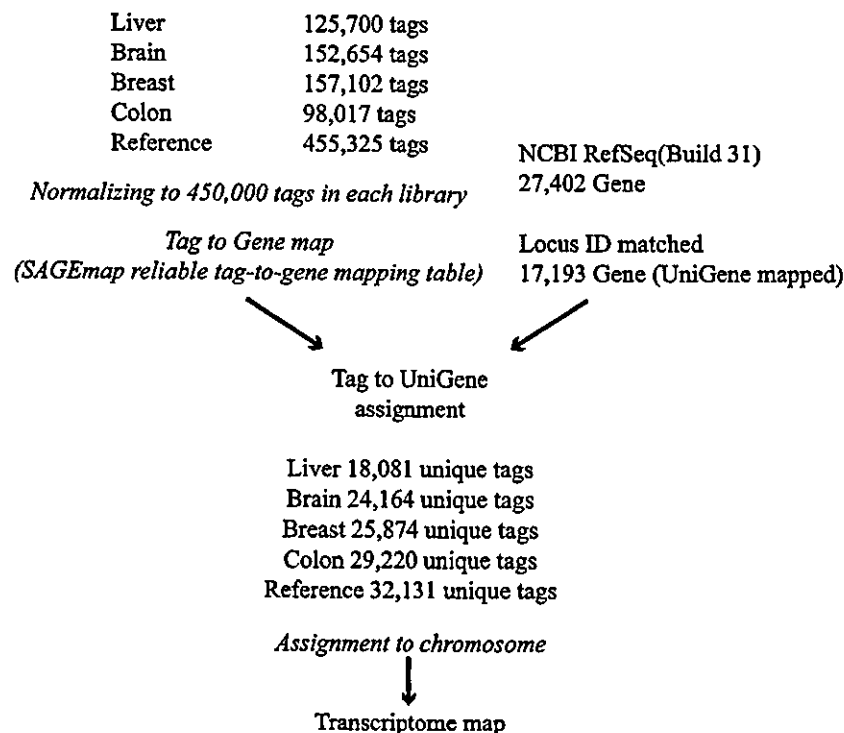 Liver 125,700 tags
Brain 152,654 tags
Breast 157,102 tags
Colon 98,017 tags
Reference 455,325 tags
Normalizing to 450,000 tags in each library
Tag to Gene map
(SAGEmap reliable tag-to-gene mapping table)
NCBI RefSeq(Build 31)
27,402 Gene
Locus ID matched
17,193 Gene (UniGene mapped)
Tag to UniGene
assignment
Liver 18,081 unique tags
Brain 24,164 unique tags
Breast 25,874 unique tags
Colon 29,220 unique tags
Reference 32,131 unique tags
Assignment to chromosome
Transcriptome map